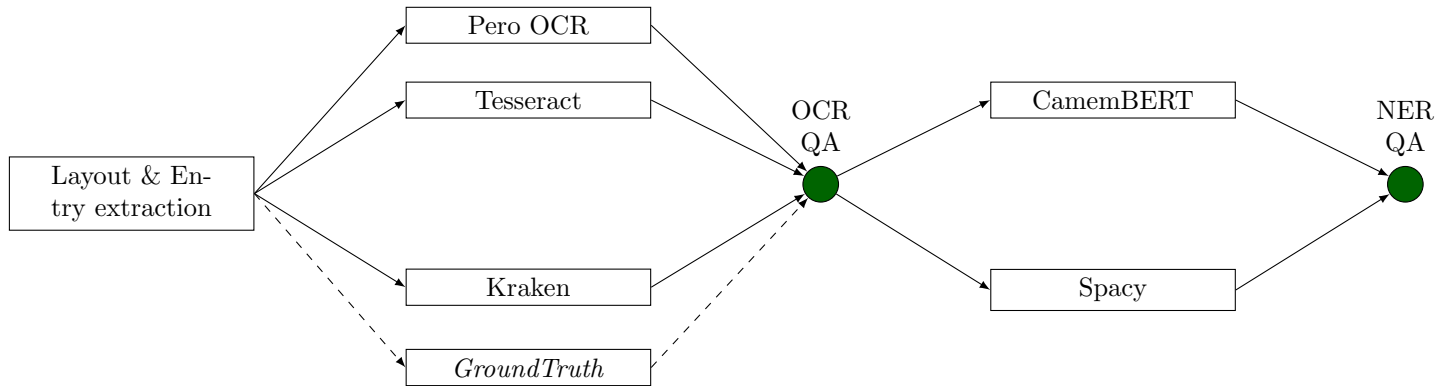 Pero OCR
Tesseract
OCR
QA
CamemBERT
NER
QA
Layout & En-
try extraction
Kraken
Spacy
GroundTruth